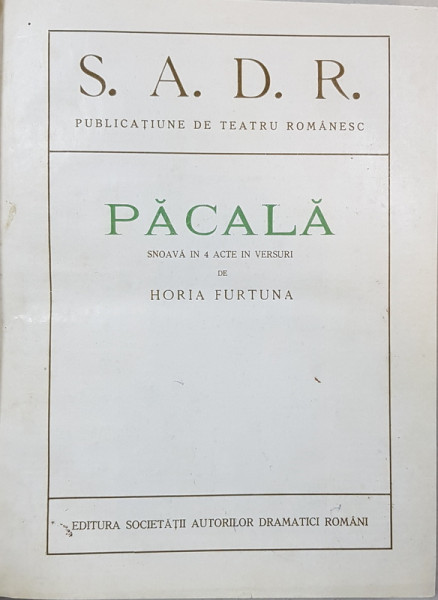 S. A. D. R.
PUBLICAȚIUNE DE TEATRU ROMÂNESC
PĂCALĂ
SNOAVĂ IN 4 ACTE IN VERSURI
DE
HORIA FURTUNA
EDITURA SOCIETĂȚII AUTORILOR DRAMATICI ROMÂNI